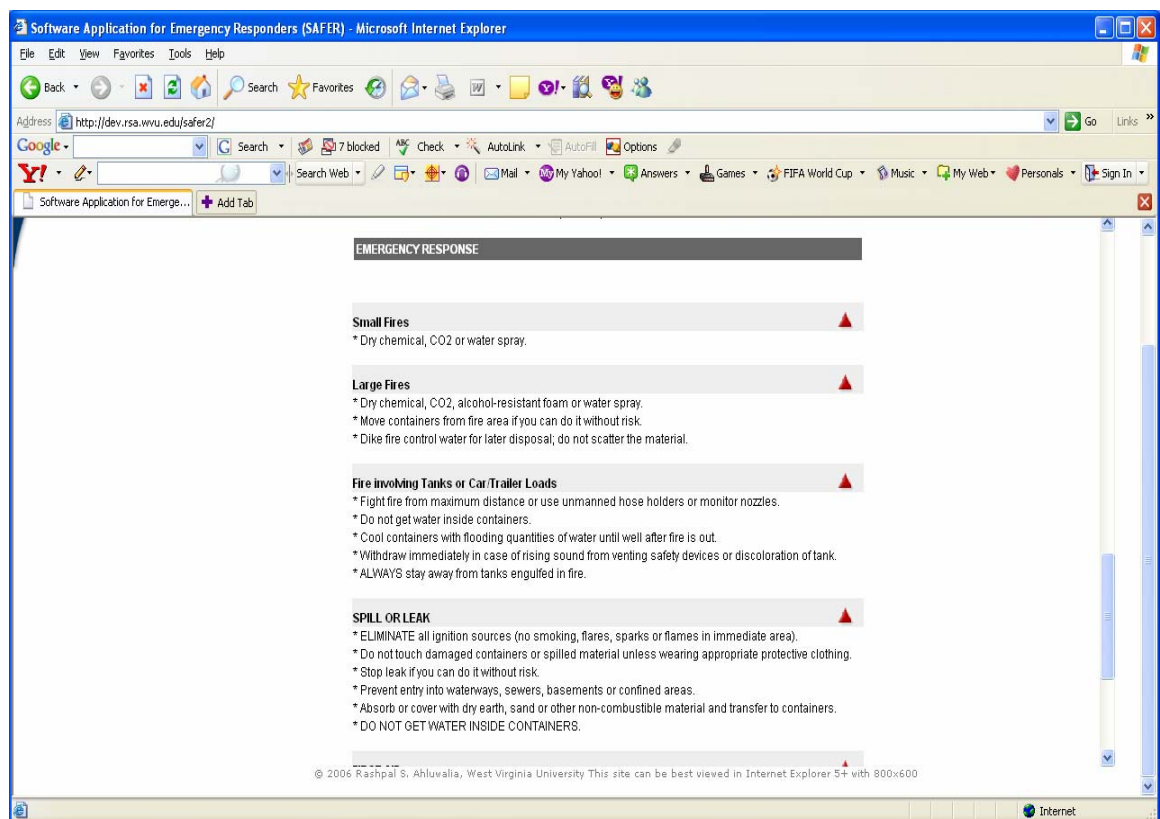 Software Application for Emergency Responders (SAFER) - Microsoft Internet Explorer
File Edit View Favorites Tools Help
Back Search Favorites
Address http://dev.rsa.wvu.edu/safer2/ Go Links »
Google Search 7 blocked Check AutoLink AutoFill Options
Y! Search Web Mail My Yahoo! Answers Games FIFA World Cup Music My Web Personals Sign In
Software Application for Emerge... Add Tab
EMERGENCY RESPONSE
Small Fires
* Dry chemical, CO2 or water spray.
Large Fires
* Dry chemical, CO2, alcohol-resistant foam or water spray.
* Move containers from fire area if you can do it without risk.
* Dike fire control water for later disposal; do not scatter the material.
Fire involving Tanks or Car/Trailer Loads
* Fight fire from maximum distance or use unmanned hose holders or monitor nozzles.
* Do not get water inside containers.
* Cool containers with flooding quantities of water until well after fire is out.
* Withdraw immediately in case of rising sound from venting safety devices or discoloration of tank.
* ALWAYS stay away from tanks engulfed in fire.
SPILL OR LEAK
* ELIMINATE all ignition sources (no smoking, flares, sparks or flames in immediate area).
* Do not touch damaged containers or spilled material unless wearing appropriate protective clothing.
* Stop leak if you can do it without risk.
* Prevent entry into waterways, sewers, basements or confined areas.
* Absorb or cover with dry earth, sand or other non-combustible material and transfer to containers.
* DO NOT GET WATER INSIDE CONTAINERS.
© 2006 Rashpal S. Ahluwalia, West Virginia University This site can be best viewed in Internet Explorer 5+ with 800x600
Internet